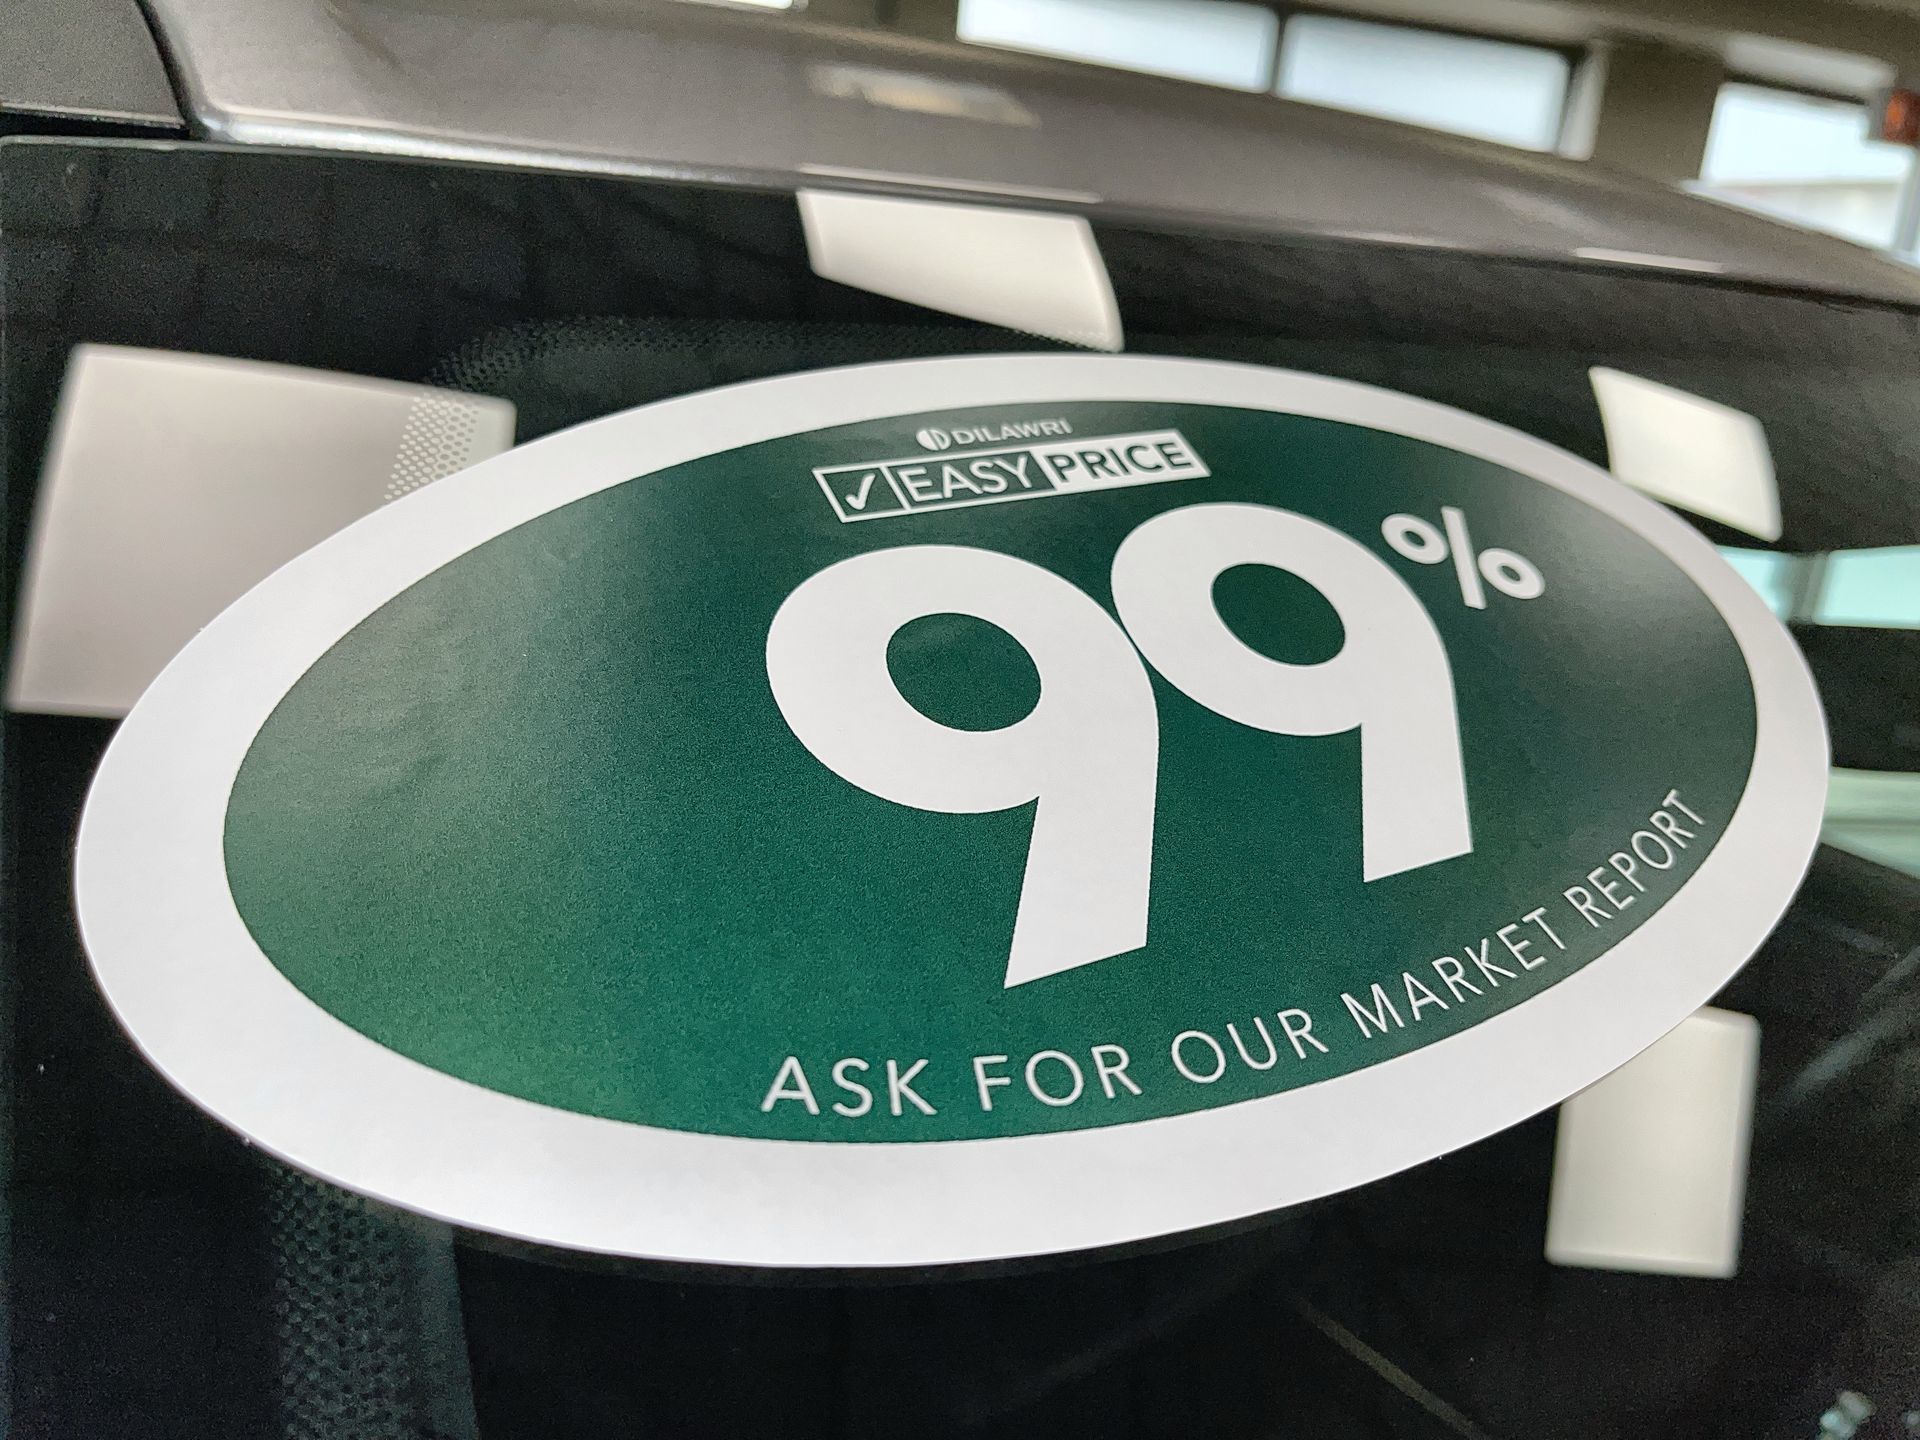 DILAWRI
✓ EASY PRICE
99%
ASK FOR OUR MARKET REPORT